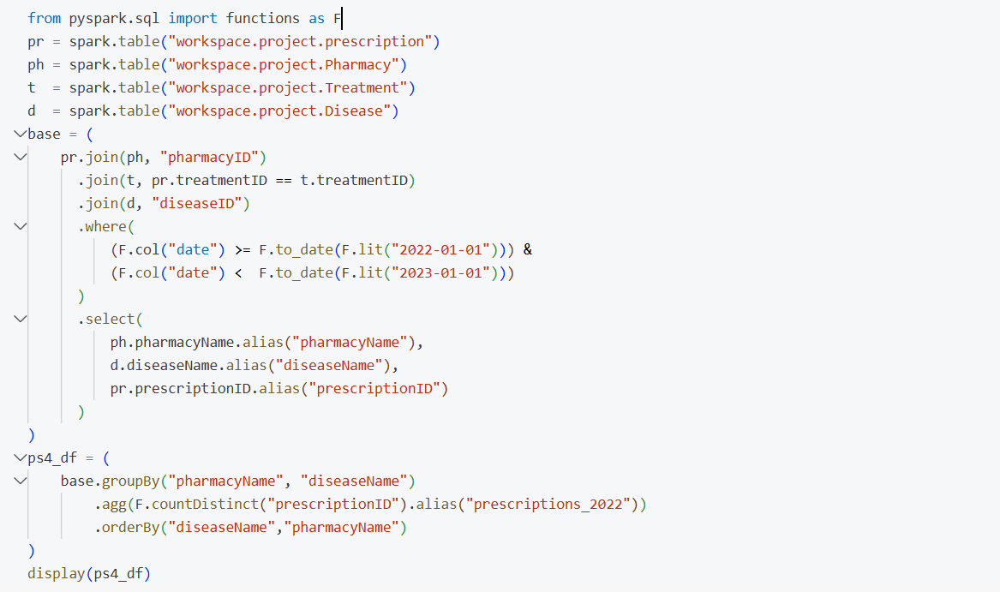 from pyspark.sql import functions as F
pr = spark.table("workspace.project.prescription")
ph = spark.table("workspace.project.Pharmacy")
t  = spark.table("workspace.project.Treatment")
d  = spark.table("workspace.project.Disease")
base = (
    pr.join(ph, "pharmacyID")
      .join(t, pr.treatmentID == t.treatmentID)
      .join(d, "diseaseID")
      .where(
          (F.col("date") >= F.to_date(F.lit("2022-01-01"))) &
          (F.col("date") <  F.to_date(F.lit("2023-01-01")))
      )
      .select(
          ph.pharmacyName.alias("pharmacyName"),
          d.diseaseName.alias("diseaseName"),
          pr.prescriptionID.alias("prescriptionID")
      )
)
ps4_df = (
    base.groupBy("pharmacyName", "diseaseName")
        .agg(F.countDistinct("prescriptionID").alias("prescriptions_2022"))
        .orderBy("diseaseName","pharmacyName")
)
display(ps4_df)